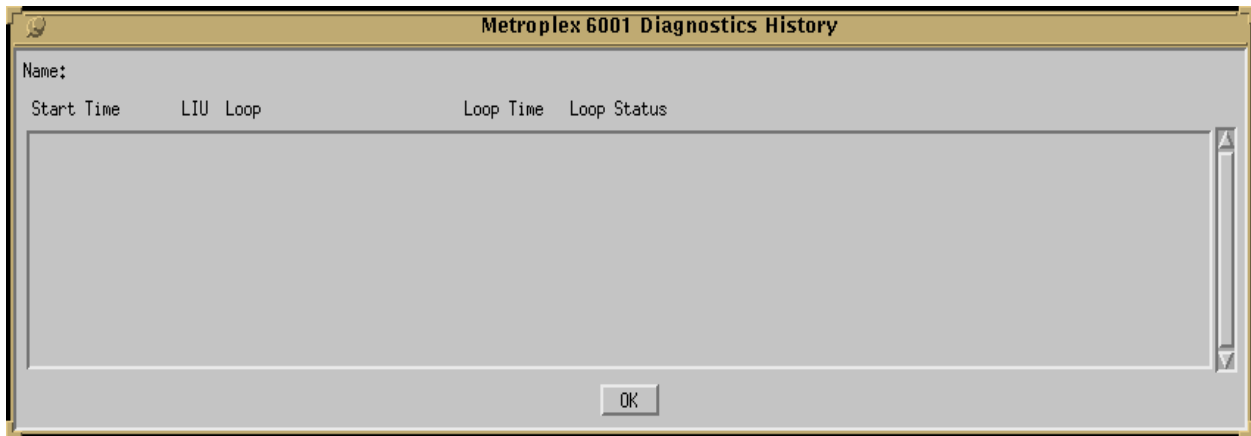 Metroplex 6001 Diagnostics History
Name:
Start Time LIU Loop Loop Time Loop Status
OK